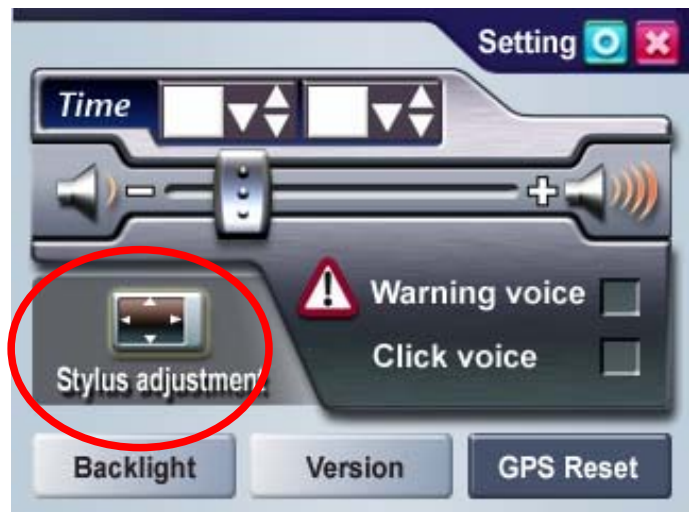 Setting
Time
Warning voice
Click voice
Stylus adjustment
Backlight
Version
GPS Reset